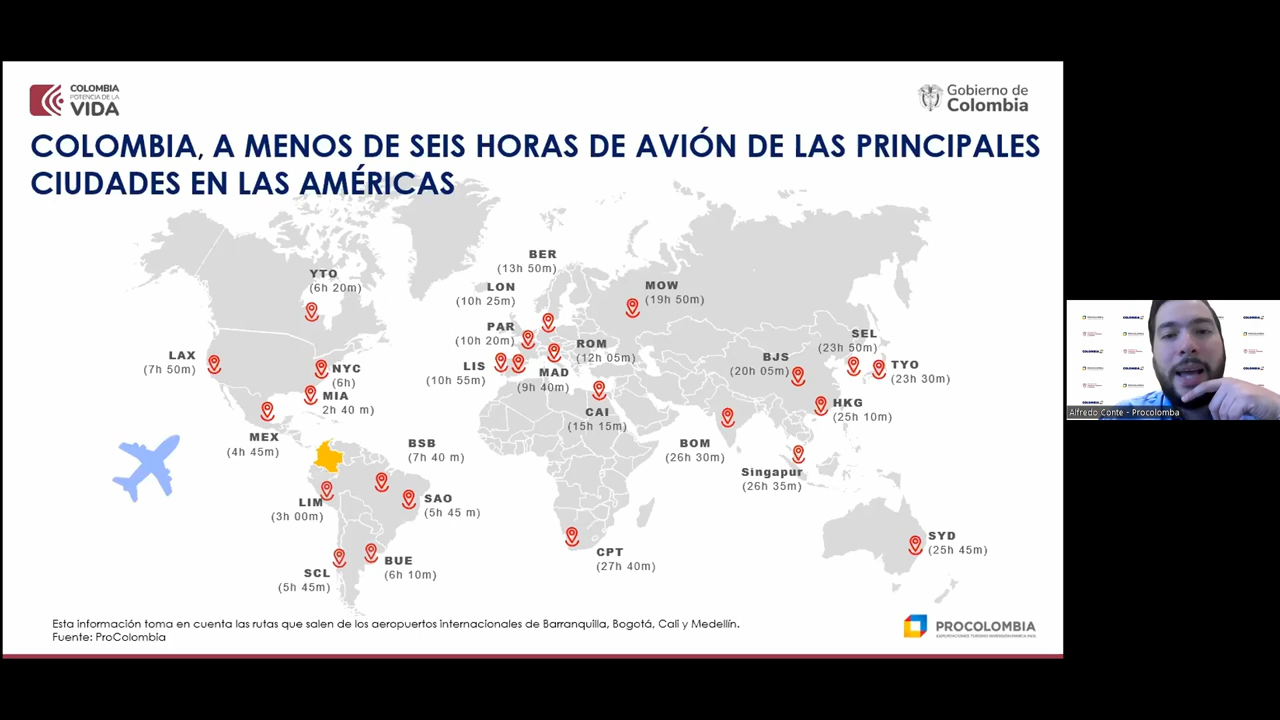 COLOMBIA
POTENCIA DE LA
VIDA
Gobierno de
Colombia
COLOMBIA, A MENOS DE SEIS HORAS DE AVIÓN DE LAS PRINCIPALES
CIUDADES EN LAS AMÉRICAS
BER
(13h 50m)
YTO
(6h 20m)
LON
(10h 25m)
MOW
(19h 50m)
PAR
(10h 20m)
SEL
(23h 50m)
ROM
(12h 05m)
LAX
(7h 50m)
BJS
(20h 05m)
LIS
(10h 55m)
TYO
(23h 30m)
NYC
(6h)
MAD
(9h 40m)
MIA
2h 40 m)
HKG
(25h 10m)
CAI
(15h 15m)
MEX
(4h 45m)
BSB
(7h 40 m)
BOM
(26h 30m)
Singapur
(26h 35m)
LIM
(3h 00m)
SAO
(5h 45 m)
SYD
(25h 45m)
CPT
(27h 40m)
BUE
(6h 10m)
SCL
(5h 45m)
Esta información toma en cuenta las rutas que salen de los aeropuertos internacionales de Barranquilla, Bogotá, Cali y Medellín.
Fuente: ProColombia
PROCOLOMBIA
EXPORTACIONES TURISMO INVERSIÓN MARCA PAÍS
Alfredo Conte - Procolomba